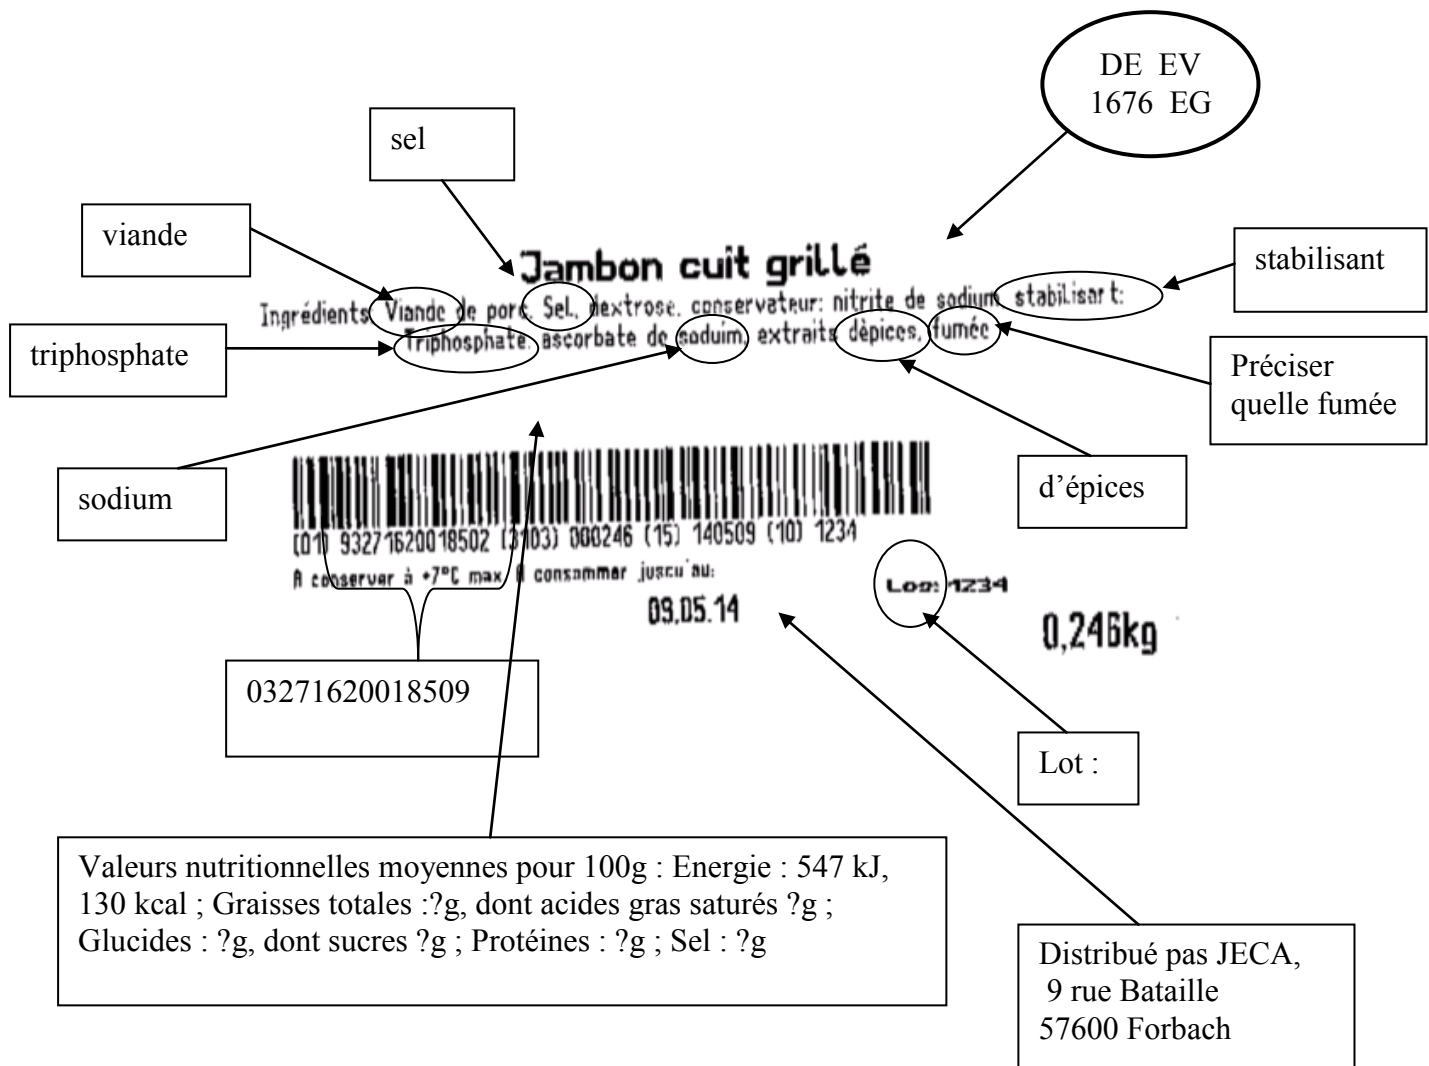 DE EV
1676 EG
sel
viande
stabilisant
Jambon cuit grillé
Ingrédients Viande de porc. Sel, dextrose, conservateur: nitrite de sodium stabilisart:
Triphosphate. ascorbate de soduim, extraits dèpices, fumée
triphosphate
Préciser
quelle fumée
sodium
d’épices
(01) 93271620018502 (3103) 000246 (15) 140509 (10) 1234
A conserver à +7°C max. A consommer jusqu'au:
09.05.14
Log: 1234
0,246kg
03271620018509
Lot :
Valeurs nutritionnelles moyennes pour 100g : Energie : 547 kJ,
130 kcal ; Graisses totales :?g, dont acides gras saturés ?g ;
Glucides : ?g, dont sucres ?g ; Protéines : ?g ; Sel : ?g
Distribué pas JECA,
9 rue Bataille
57600 Forbach